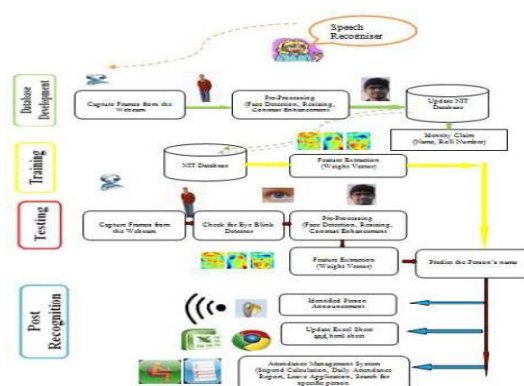 Speech
Recogniser
Database
Development
Capture Frames from the
Webcam
Pre-Processing
(Face Detection, Resizing,
Contrast Enhancement)
Update NIT
Database
Identity Claim
(Name, Roll Number)
Training
NIT Database
Feature Extraction
(Weight Vector)
Testing
Capture Frames from
the Webcam
Check for Eye Blink
Detector
Pre-Processing
(Face Detection, Resizing,
Contrast Enhancement)
Feature Extraction
(Weight Vector)
Predict the Person's name
Post
Recognition
Identified Person
Announcement
Update Excel Sheet
and html sheet
Attendance Management System
(Stipend Calculation, Daily Attendance
Report, Leave Application, Search for
specific person